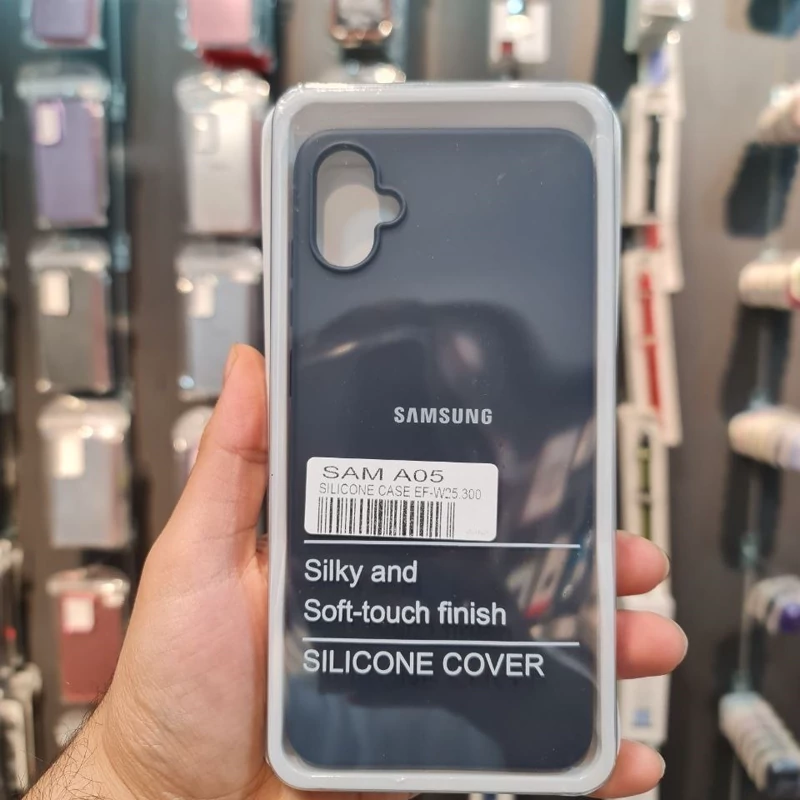 SAMSUNG
SAM A05
SILICONE CASE EF-W25.300
Silky and
Soft-touch finish
SILICONE COVER